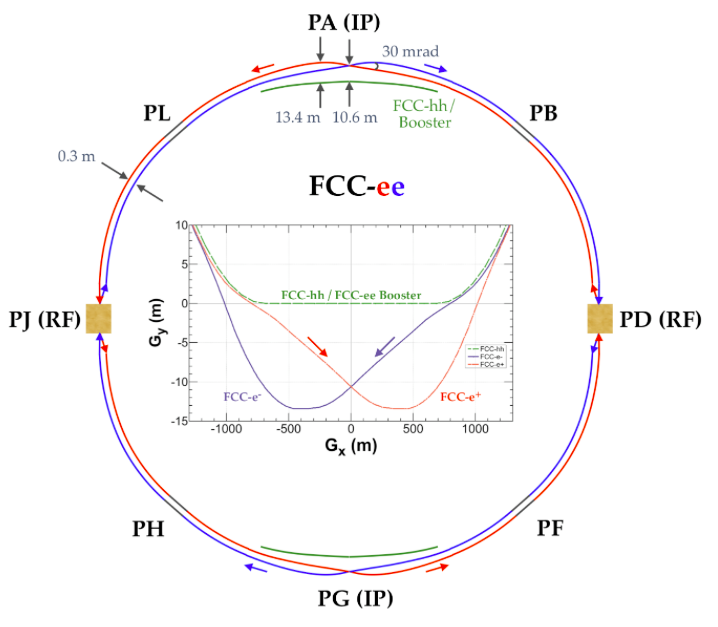 PA (IP)
30 mrad
PL
13.4 m
10.6 m
FCC-hh/
Booster
PB
0.3 m
FCC-ee
10
5
0
-5
-10
-15
Gy (m)
FCC-hh / FCC-ee Booster
FCC-hh
FCC-e-
FCC-e+
FCC-e-
FCC-e+
-1000
-500
0
500
1000
Gx (m)
PJ (RF)
PD (RF)
PH
PF
PG (IP)